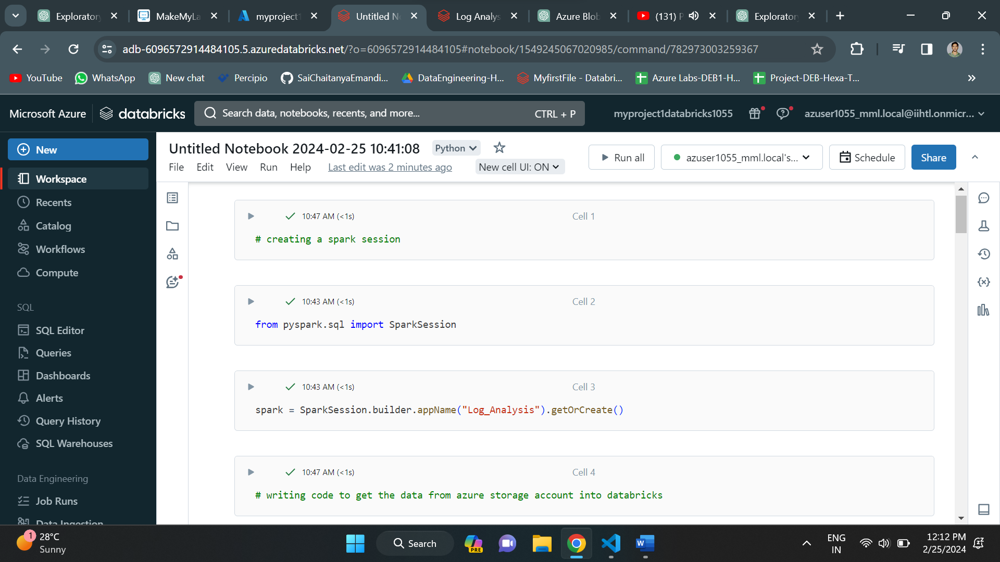 Explorator
MakeMyLa
myproject1
Untitled N
Log Analys
Azure Blob
(131) P
Explorator
adb-6096572914484105.5.azuredatabricks.net/?o=6096572914484105#notebook/1549245067020985/command/782973003259367
YouTube
WhatsApp
New chat
Percipio
SaiChaitanyaEmandi...
DataEngineering-H...
MyfirstFile - Databri...
Azure Labs-DEB1-H...
Project-DEB-Hexa-T...
Microsoft Azure
databricks
Search data, notebooks, recents, and more...
CTRL + P
myproject1databricks1055
azuser1055_mml.local@iihtl.onmicr...
New
Workspace
Recents
Catalog
Workflows
Compute
SQL
SQL Editor
Queries
Dashboards
Alerts
Query History
SQL Warehouses
Data Engineering
Job Runs
Data Ingestion
Untitled Notebook 2024-02-25 10:41:08
Python
File
Edit
View
Run
Help
Last edit was 2 minutes ago
New cell UI: ON
Run all
azuser1055_mml.local's...
Schedule
Share
10:47 AM (<1s)
Cell 1
# creating a spark session
10:43 AM (<1s)
Cell 2
from pyspark.sql import SparkSession
10:43 AM (<1s)
Cell 3
spark = SparkSession.builder.appName("Log_Analysis").getOrCreate()
10:47 AM (<1s)
Cell 4
# writing code to get the data from azure storage account into databricks
1
28°C
Sunny
Search
PRE
W
ENG
IN
12:12 PM
2/25/2024